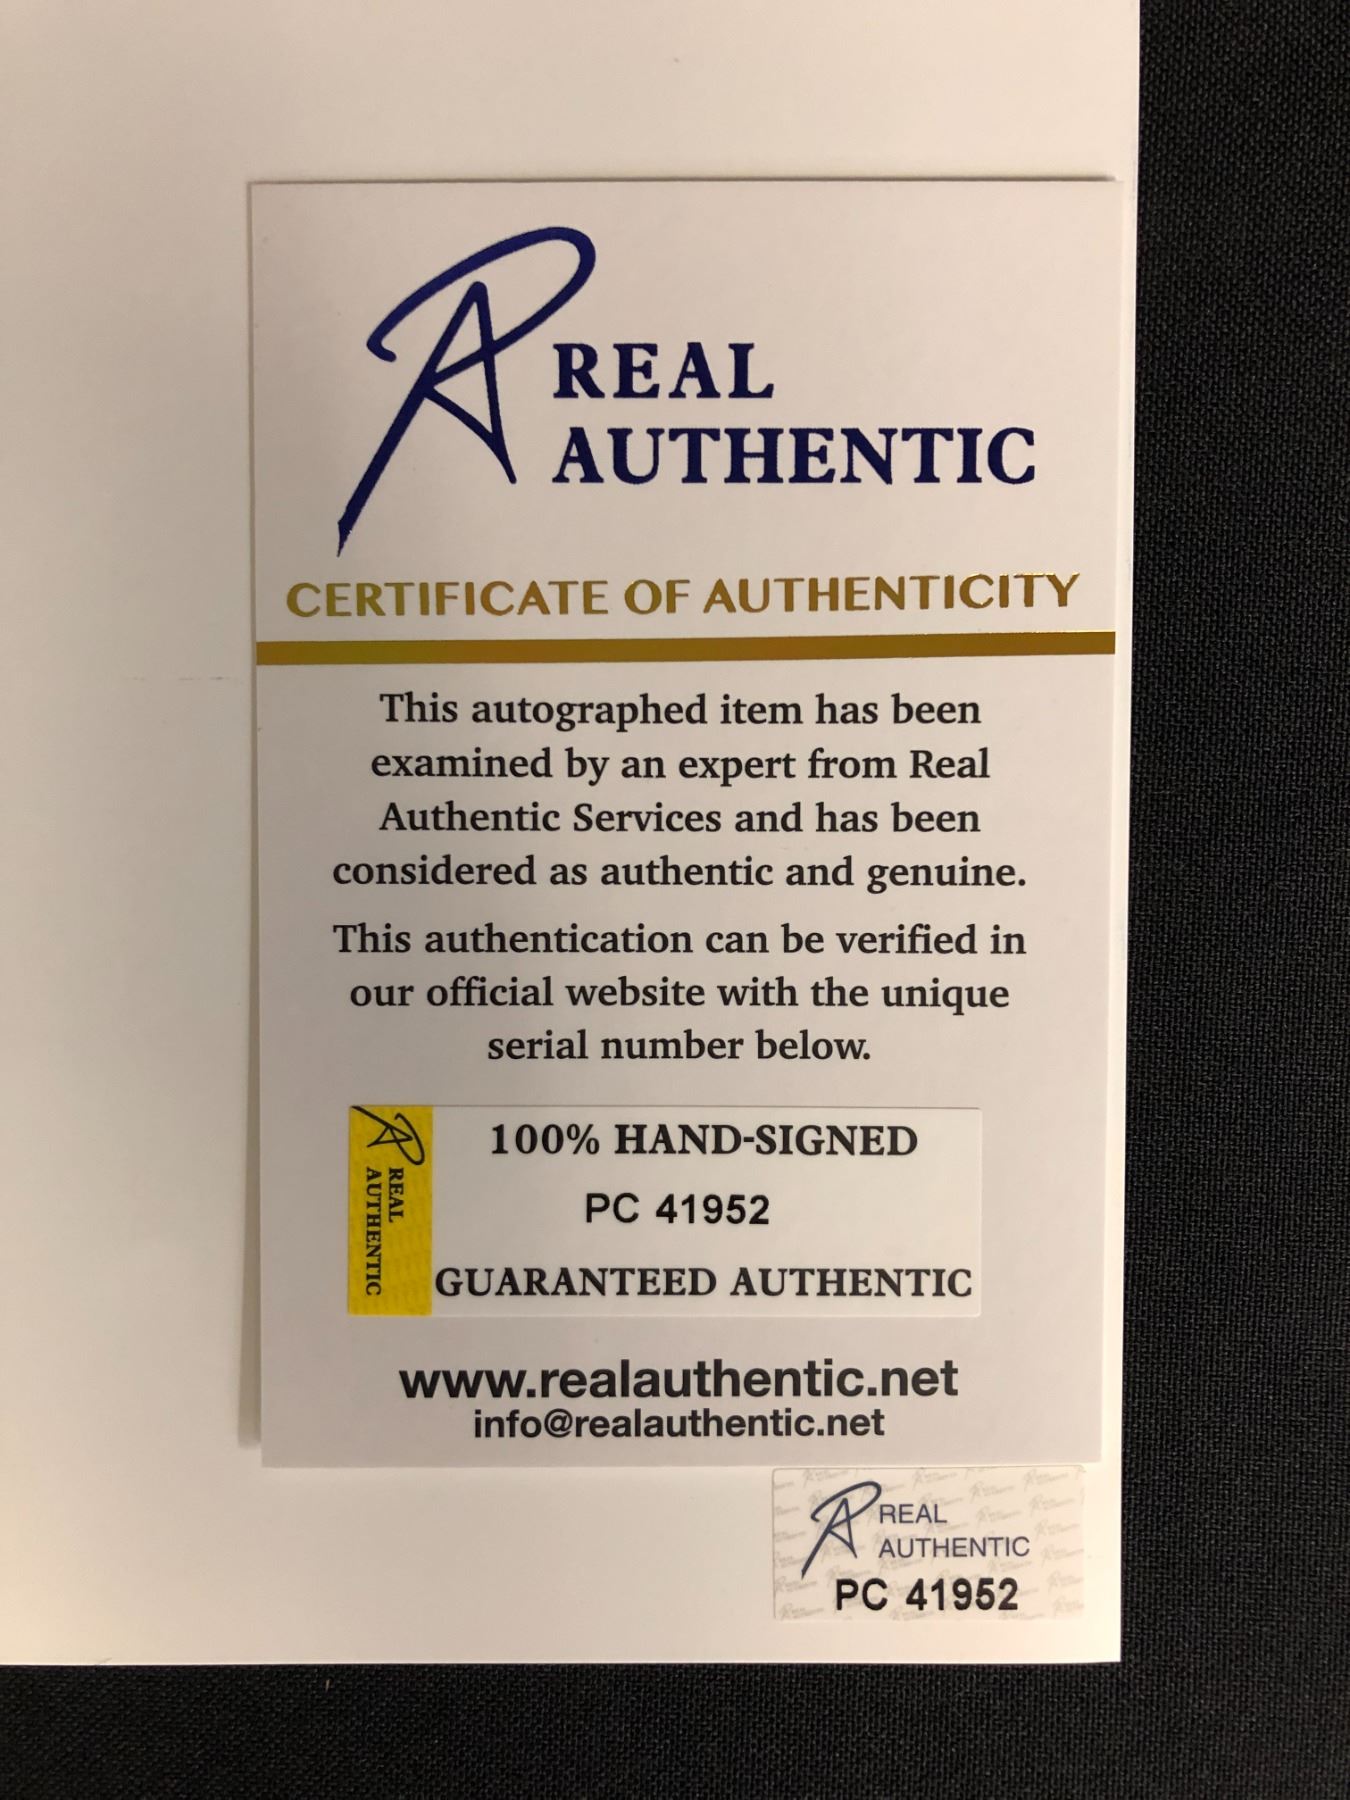 REAL
AUTHENTIC
CERTIFICATE OF AUTHENTICITY
This autographed item has been
examined by an expert from Real
Authentic Services and has been
considered as authentic and genuine.
This authentication can be verified in
our official website with the unique
serial number below.
REAL
AUTHENTIC
100% HAND-SIGNED
PC 41952
GUARANTEED AUTHENTIC
www.realauthentic.net
info@realauthentic.net
REAL
AUTHENTIC
PC 41952